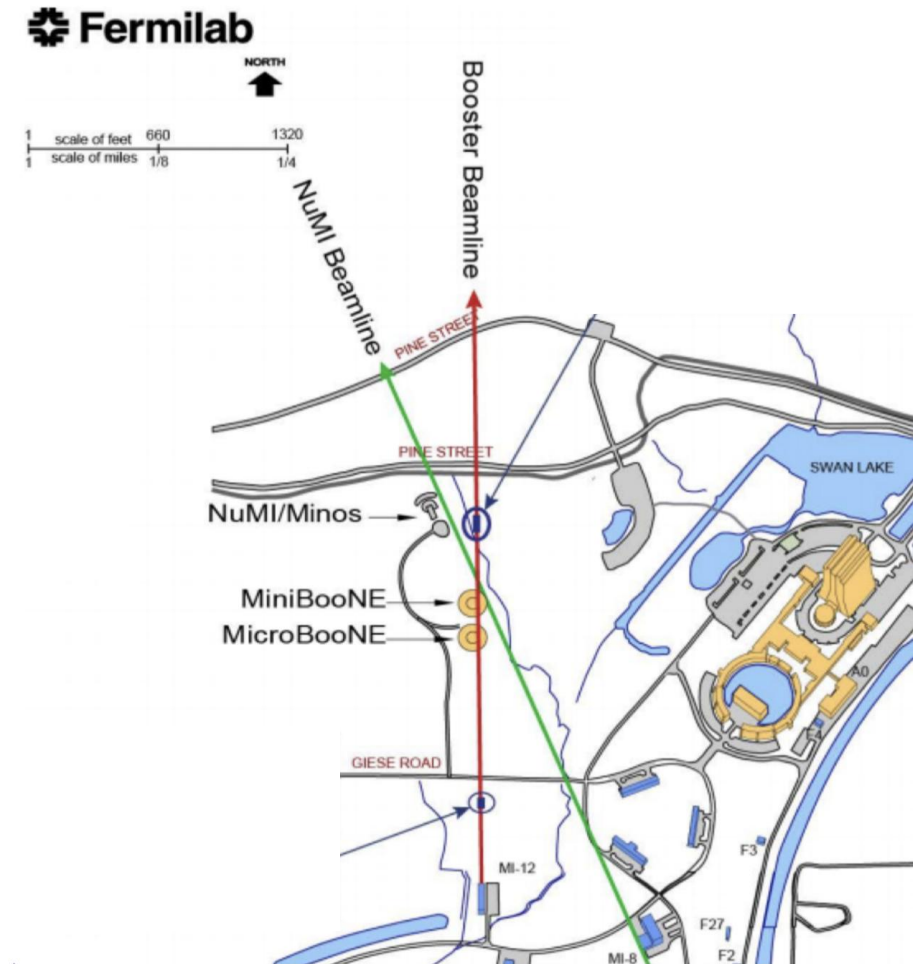 Fermilab
NORTH
1 scale of feet 660 1320
1 scale of miles 1/8 1/4
Booster Beamline
NuMI Beamline
PINE STREET
PINE STREET
SWAN LAKE
NuMI/Minos
MiniBooNE
MicroBooNE
A0
GIESE ROAD
F3
MI-12
F27
F2
MI-8